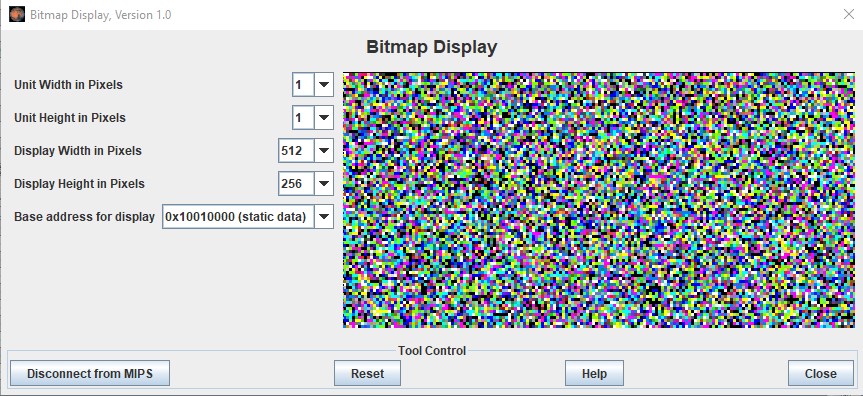 Bitmap Display, Version 1.0
Bitmap Display
Unit Width in Pixels 1
Unit Height in Pixels 1
Display Width in Pixels 512
Display Height in Pixels 256
Base address for display 0x10010000 (static data)
Tool Control
Disconnect from MIPS Reset Help Close